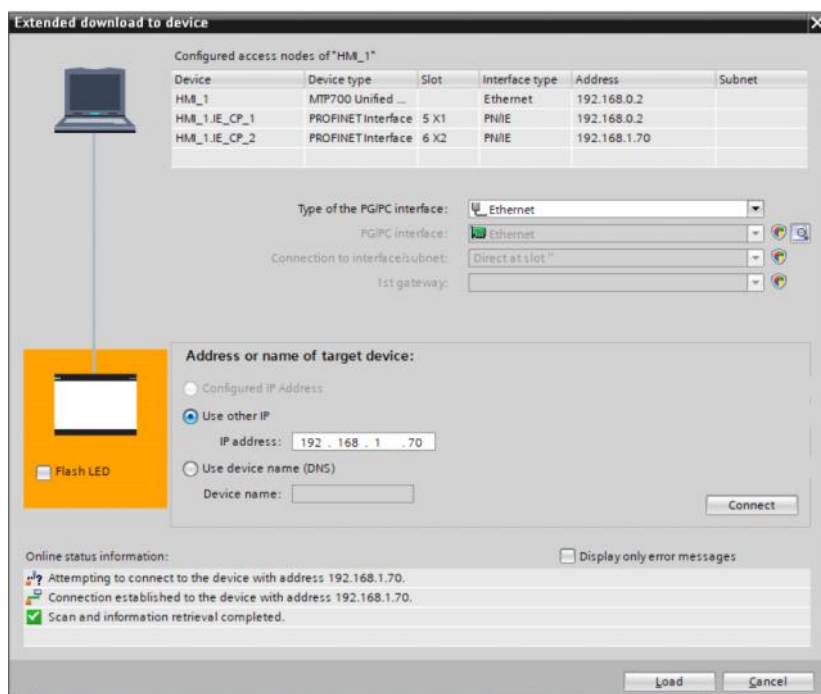 Extended download to device
Configured access nodes of "HMI_1"
Device Device type Slot Interface type Address Subnet
HMI_1 MTP700 Unified ... Ethernet 192.168.0.2
HMI_1.IE_CP_1 PROFINET Interface 5 X1 PN/IE 192.168.0.2
HMI_1.IE_CP_2 PROFINET Interface 6 X2 PN/IE 192.168.1.70
Type of the PG/PC interface: Ethernet
PG/PC interface: Ethernet
Connection to interface/subnet: Direct at slot ''
1st gateway:
Address or name of target device:
Configured IP Address
Use other IP
IP address: 192 . 168 . 1 . 70
Flash LED
Use device name (DNS)
Device name:
Connect
Online status information:
Display only error messages
Attempting to connect to the device with address 192.168.1.70.
Connection established to the device with address 192.168.1.70.
Scan and information retrieval completed.
Load Cancel